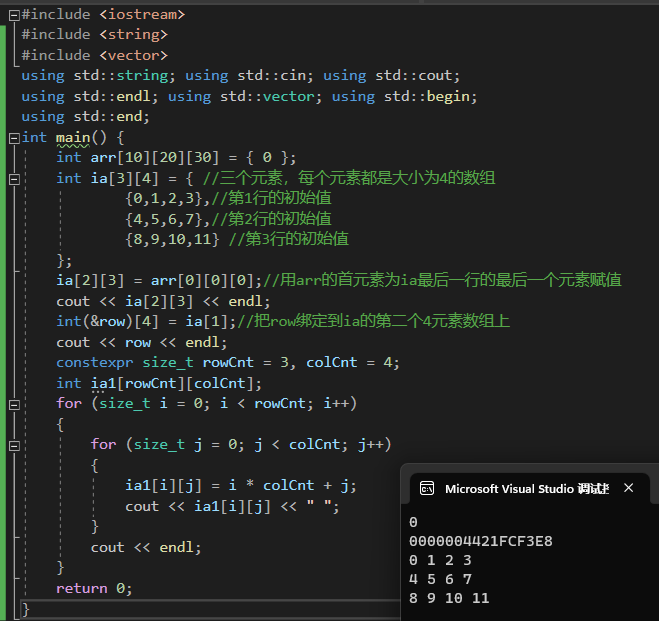 #include <iostream>
#include <string>
#include <vector>
using std::string; using std::cin; using std::cout;
using std::endl; using std::vector; using std::begin;
using std::end;
int main() {
    int arr[10][20][30] = { 0 };
    int ia[3][4] = { //三个元素，每个元素都是大小为4的数组
            {0,1,2,3},//第1行的初始值
            {4,5,6,7},//第2行的初始值
            {8,9,10,11} //第3行的初始值
    };
    ia[2][3] = arr[0][0][0];//用arr的首元素为ia最后一行的最后一个元素赋值
    cout << ia[2][3] << endl;
    int(&row)[4] = ia[1];//把row绑定到ia的第二个4元素数组上
    cout << row << endl;
    constexpr size_t rowCnt = 3, colCnt = 4;
    int ia1[rowCnt][colCnt];
    for (size_t i = 0; i < rowCnt; i++)
    {
        for (size_t j = 0; j < colCnt; j++)
        {
            ia1[i][j] = i * colCnt + j;
            cout << ia1[i][j] << " ";
        }
        cout << endl;
    }
    return 0;
}
Microsoft Visual Studio 调试
0
0000004421FCF3E8
0 1 2 3
4 5 6 7
8 9 10 11